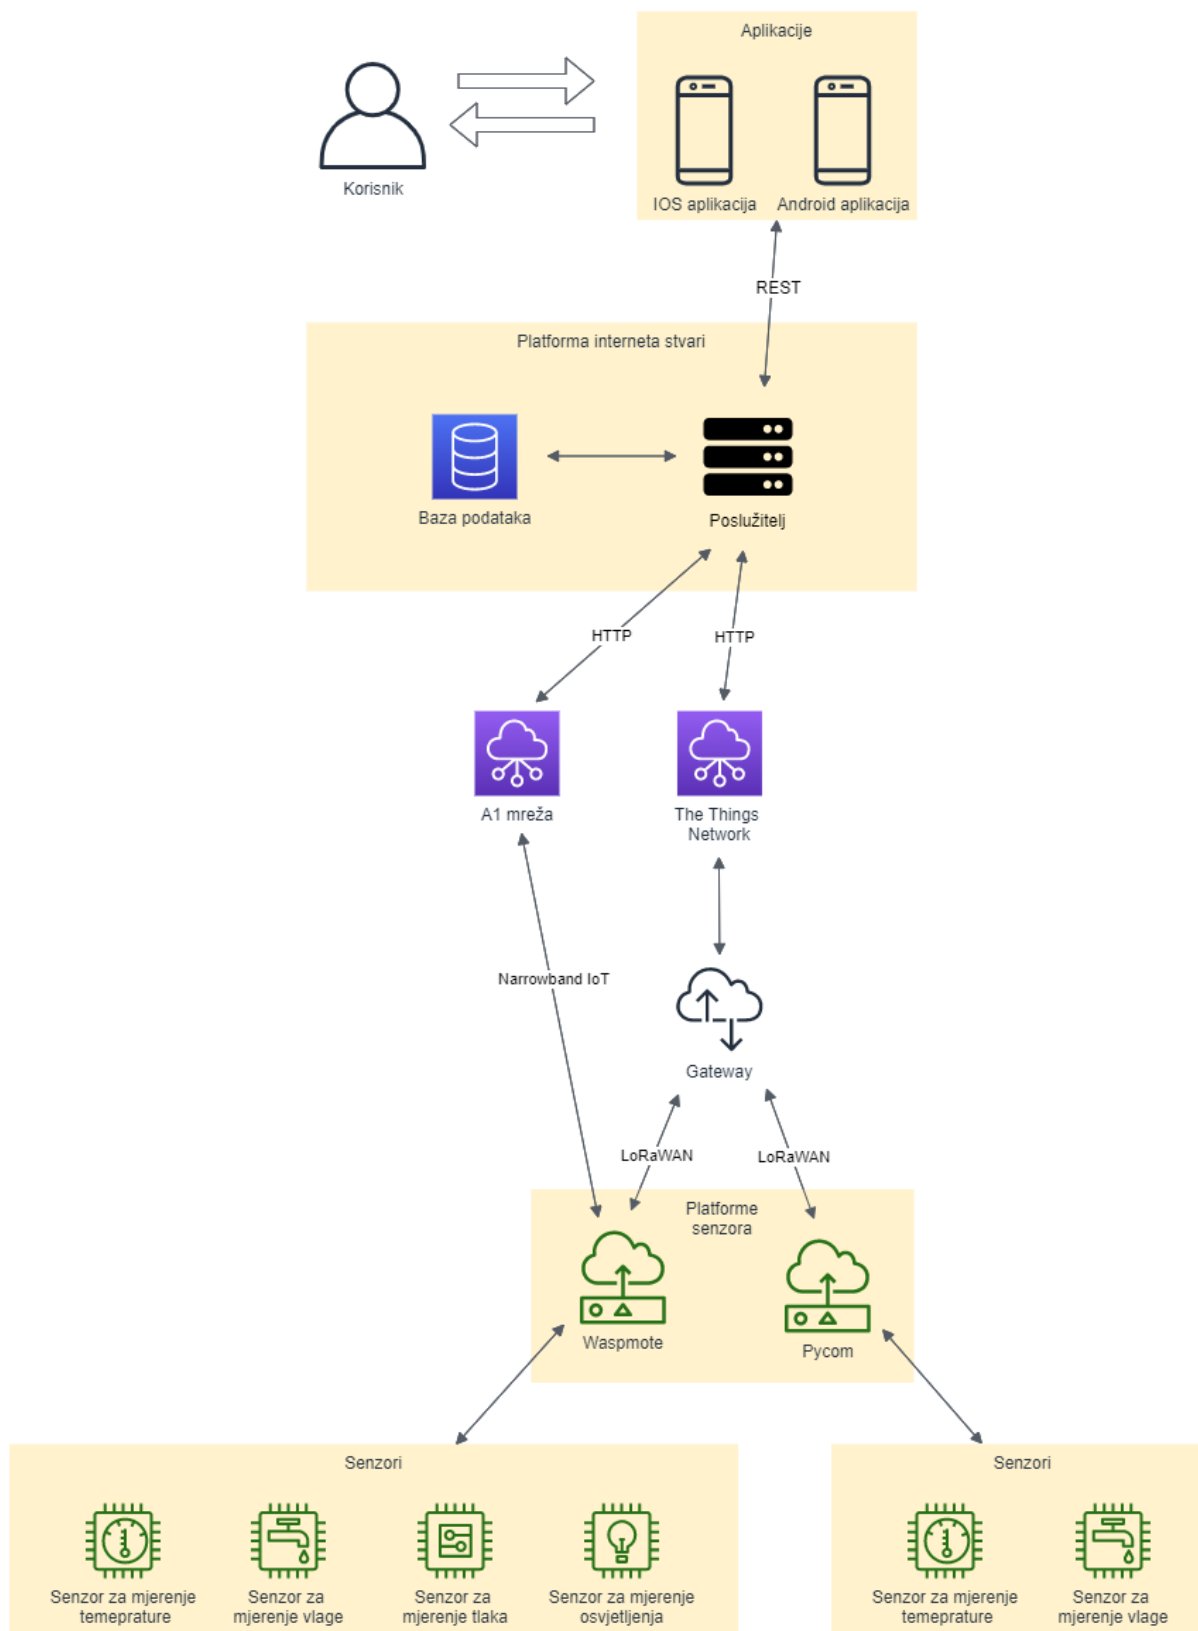 Aplikacije
Korisnik
IOS aplikacija
Android aplikacija
REST
Platforma interneta stvari
Baza podataka
Poslužitelj
HTTP
HTTP
A1 mreža
The Things
Network
Narrowband IoT
Gateway
LoRaWAN
LoRaWAN
Platforme
senzora
Waspmote
Pycom
Senzori
Senzor za mjerenje
temeprature
Senzor za
mjerenje vlage
Senzor za
mjerenje tlaka
Senzor za mjerenje
osvjetljenja
Senzori
Senzor za mjerenje
temeprature
Senzor za
mjerenje vlage